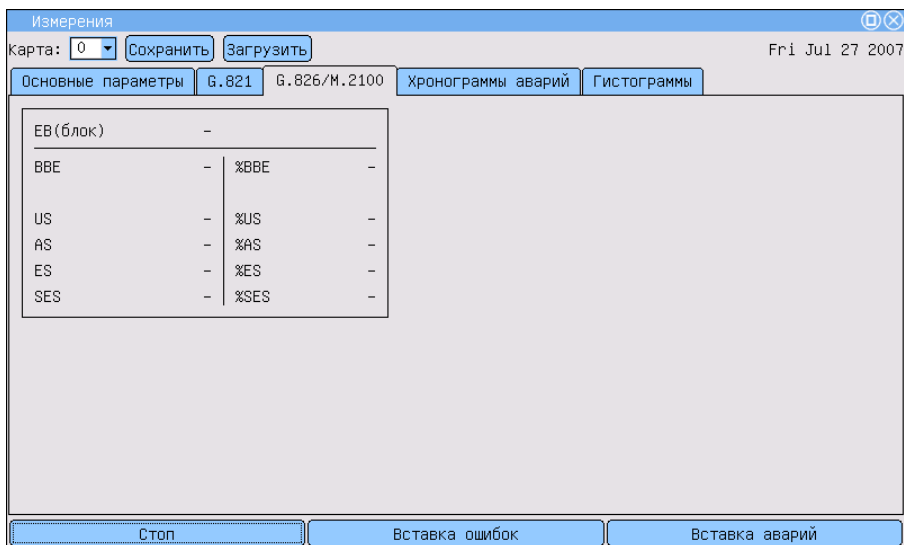 Измерения
Карта: 0 Сохранить Загрузить Fri Jul 27 2007
Основные параметры G.821 G.826/M.2100 Хронограммы аварий Гистограммы
EB(блок) -
BBE - %BBE -
US - %US -
AS - %AS -
ES - %ES -
SES - %SES -
Стоп Вставка ошибок Вставка аварий